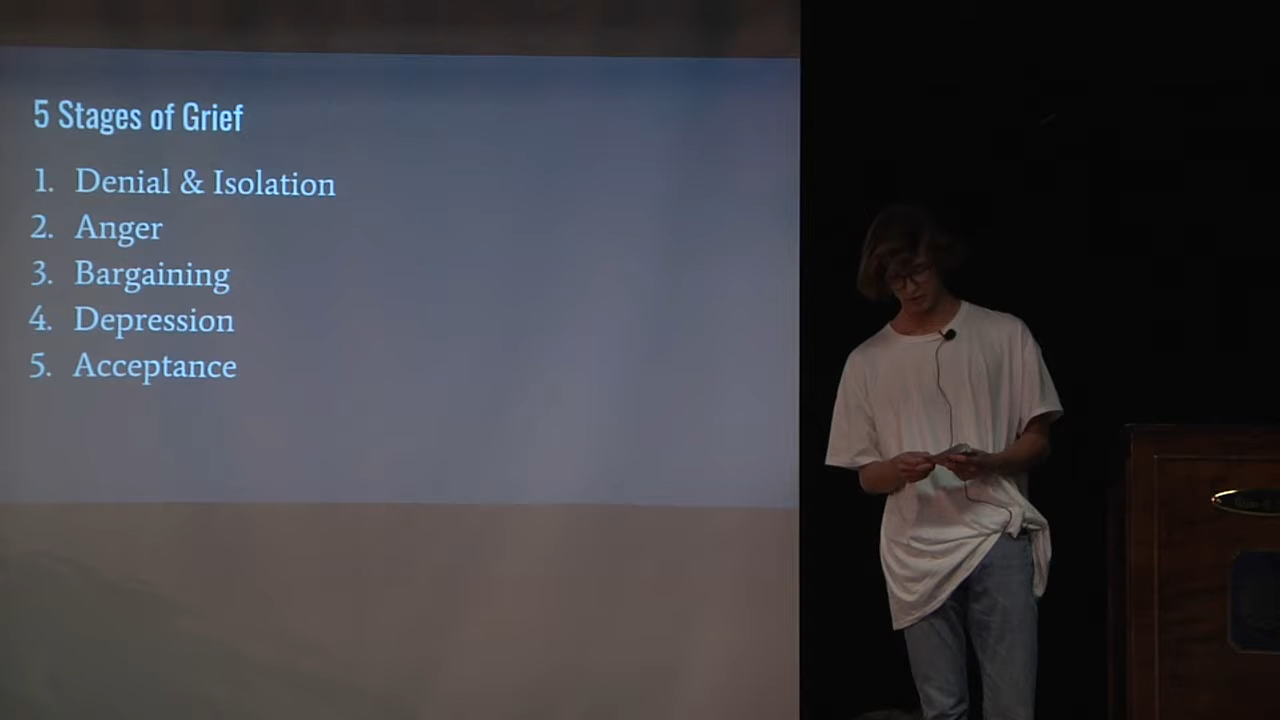 5 Stages of Grief
1. Denial & Isolation
2. Anger
3. Bargaining
4. Depression
5. Acceptance